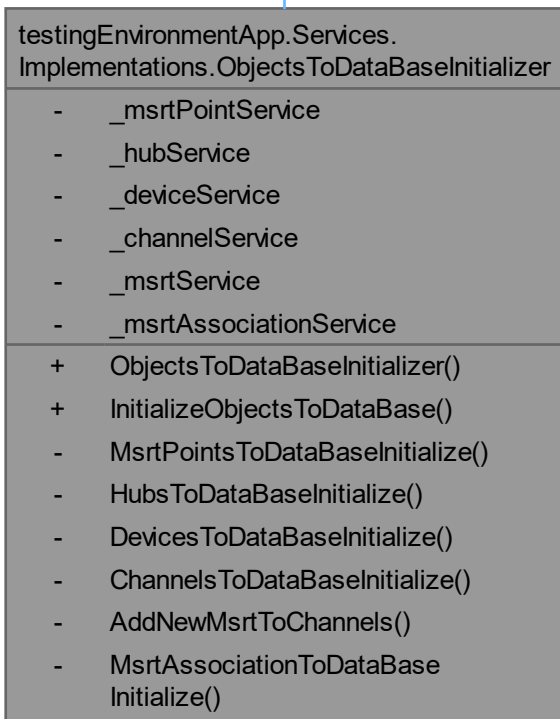 testingEnvironmentApp.Services.
Implementations.ObjectsToDataBaseInitializer
- _msrtPointService
- _hubService
- _deviceService
- _channelService
- _msrtService
- _msrtAssociationService
+ ObjectsToDataBaseInitializer()
+ InitializeObjectsToDataBase()
- MsrtPointsToDataBaseInitialize()
- HubsToDataBaseInitialize()
- DevicesToDataBaseInitialize()
- ChannelsToDataBaseInitialize()
- AddNewMsrtToChannels()
- MsrtAssociationToDataBase
Initialize()